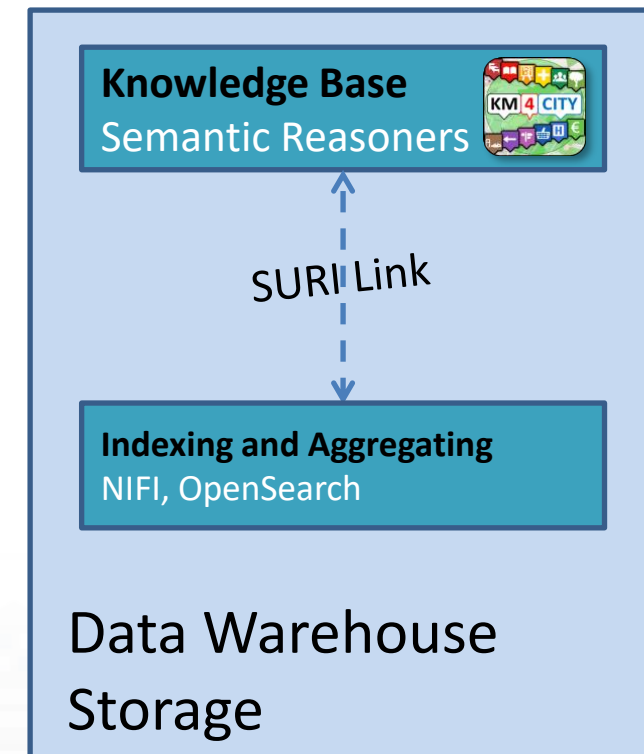 Knowledge Base
Semantic Reasoners
KM 4 CITY
SURI Link
Indexing and Aggregating
NIFI, OpenSearch
Data Warehouse
Storage